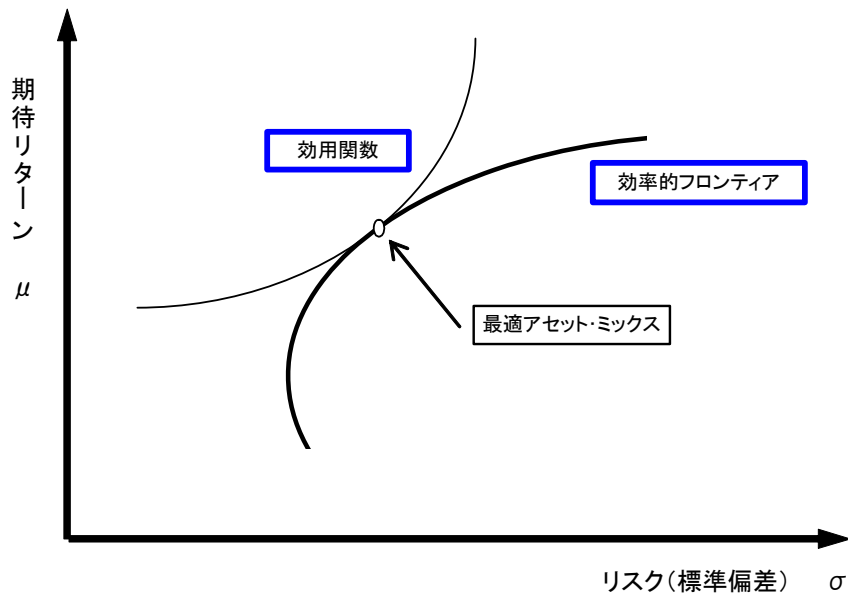 期待リターン μ
効用関数
効率的フロンティア
最適アセット･ミックス
リスク（標準偏差） σ